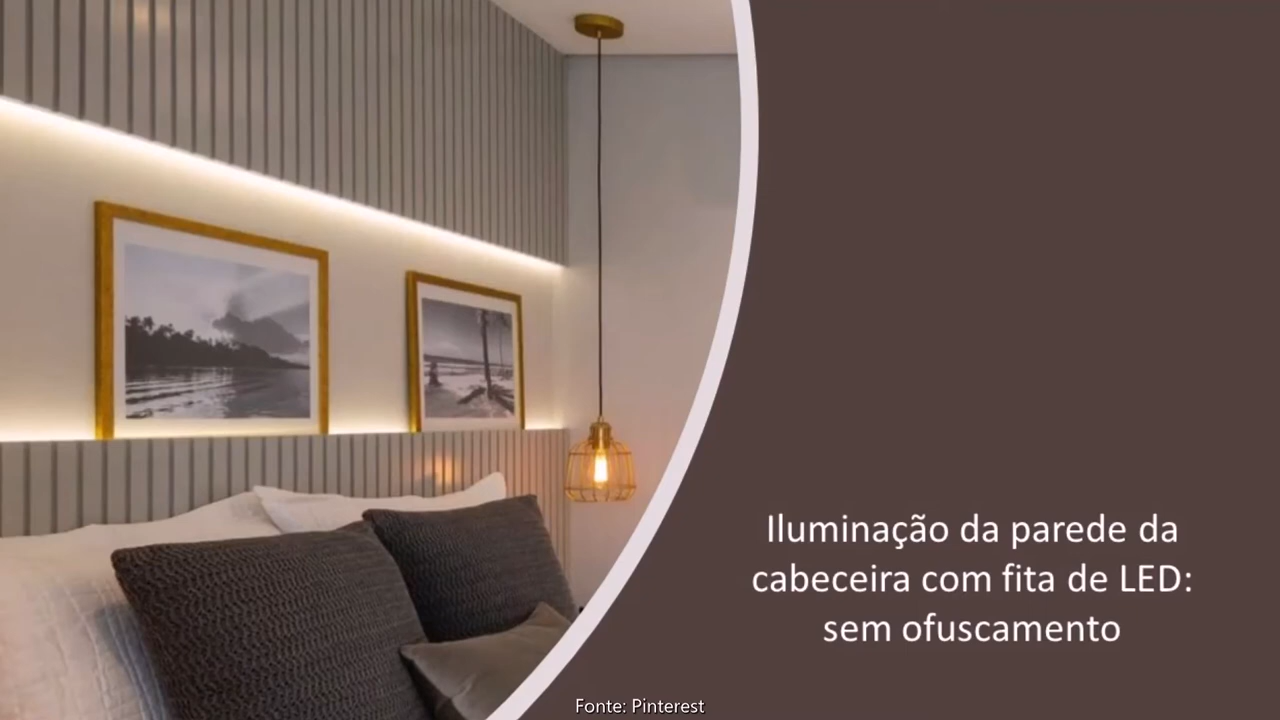 Iluminação da parede da
cabeceira com fita de LED:
sem ofuscamento
Fonte: Pinterest